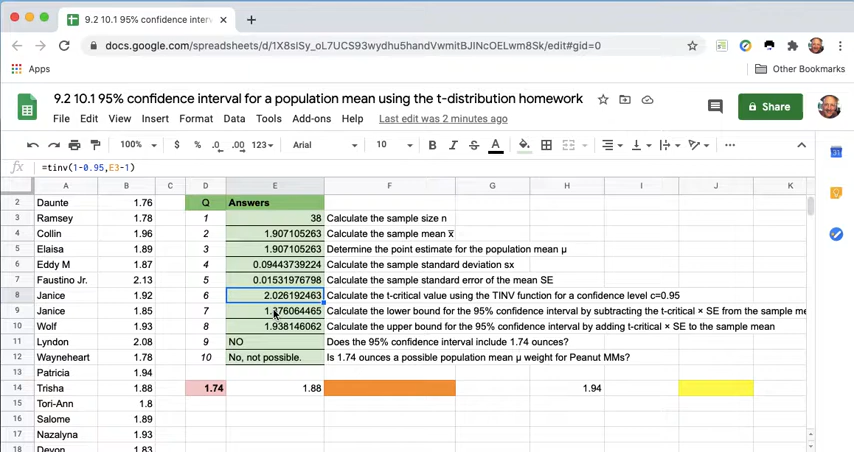 9.2 10.1 95% confidence interv
docs.google.com/spreadsheets/d/1X8slSy_oL7UCS93wydhu5handVwmitBJINcOELwm8Sk/edit#gid=0
Apps
Other Bookmarks
9.2 10.1 95% confidence interval for a population mean using the t-distribution homework
Share
File Edit View Insert Format Data Tools Add-ons Help Last edit was 2 minutes ago
100% $ % .0 .00 123 Arial 10 B I S A
fx =tinv(1-0.95,E3-1)
A B C D E F G H I J K
2 Daunte 1.76 Q Answers
3 Ramsey 1.78 1 38 Calculate the sample size n
4 Collin 1.96 2 1.907105263 Calculate the sample mean x̅
5 Elaisa 1.89 3 1.907105263 Determine the point estimate for the population mean μ
6 Eddy M 1.87 4 0.09443739224 Calculate the sample standard deviation sx
7 Faustino Jr. 2.13 5 0.01531976798 Calculate the sample standard error of the mean SE
8 Janice 1.92 6 2.026192463 Calculate the t-critical value using the TINV function for a confidence level c=0.95
9 Janice 1.85 7 Calculate the lower bound for the 95% confidence interval by subtracting the t-critical × SE from the sample me
10 Wolf 1.93 8 1.938146062 Calculate the upper bound for the 95% confidence interval by adding t-critical × SE to the sample mean
11 Lyndon 2.08 9 NO Does the 95% confidence interval include 1.74 ounces?
12 Wayneheart 1.78 10 No, not possible. Is 1.74 ounces a possible population mean μ weight for Peanut MMs?
13 Patricia 1.94
14 Trisha 1.88 1.74 1.88 1.94
15 Tori-Ann 1.8
16 Salome 1.89
17 Nazalyna 1.93
18 Devon 1.83